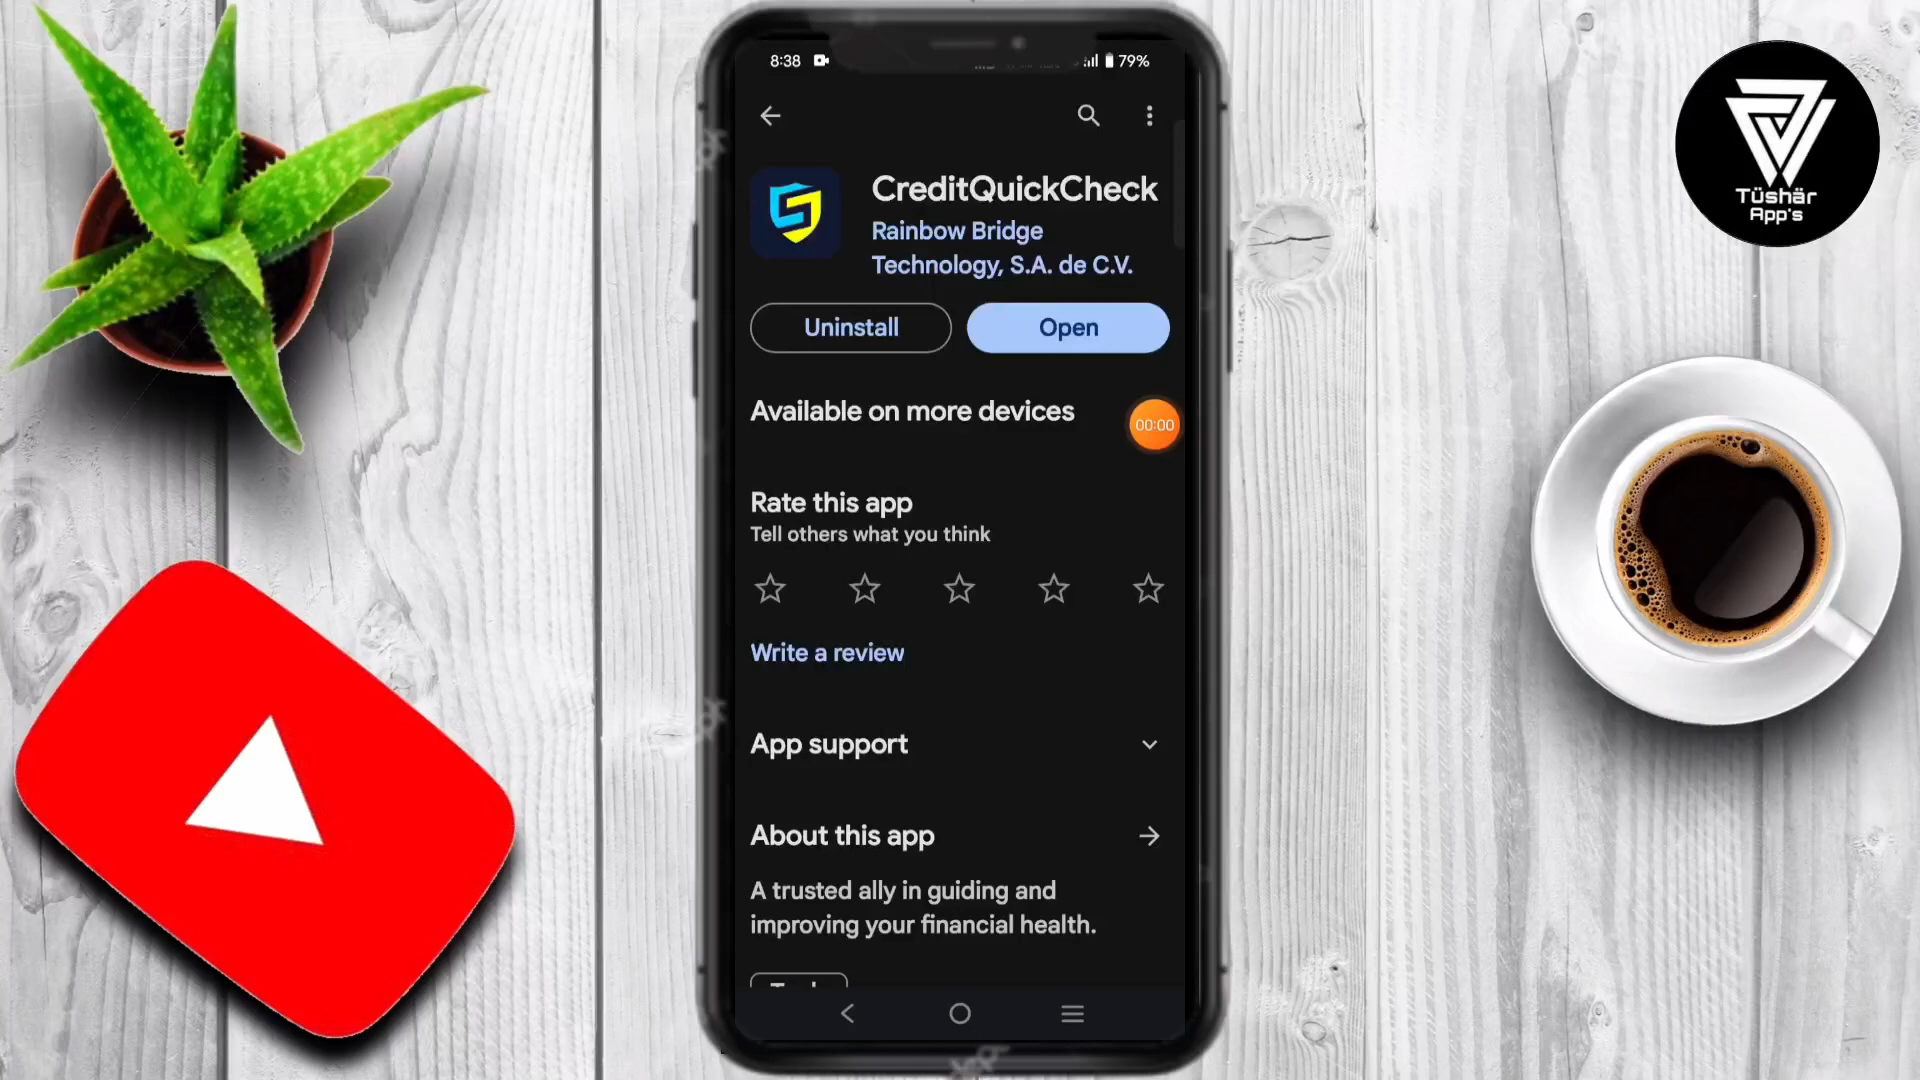 8:38
79%
CreditQuickCheck
Rainbow Bridge
Technology, S.A. de C.V.
Uninstall
Open
Available on more devices
00:00
Rate this app
Tell others what you think
Write a review
App support
About this app
A trusted ally in guiding and
improving your financial health.
Tüshär
App's